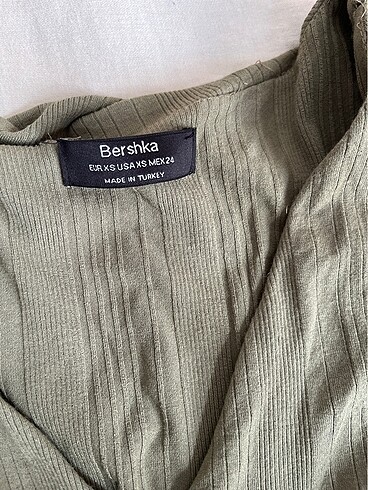 Bershka
EUR XS USA XS MEX 24
MADE IN TURKEY